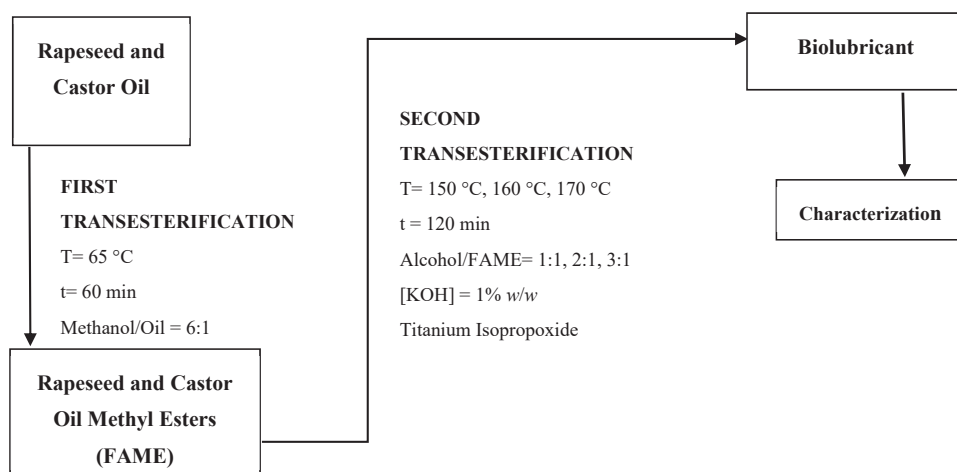 Rapeseed and
Castor Oil
FIRST
TRANSESTERIFICATION
T= 65 °C
t= 60 min
Methanol/Oil = 6:1
Rapeseed and Castor
Oil Methyl Esters
(FAME)
SECOND
TRANSESTERIFICATION
T= 150 °C, 160 °C, 170 °C
t = 120 min
Alcohol/FAME= 1:1, 2:1, 3:1
[KOH] = 1% w/w
Titanium Isopropoxide
Biolubricant
Characterization